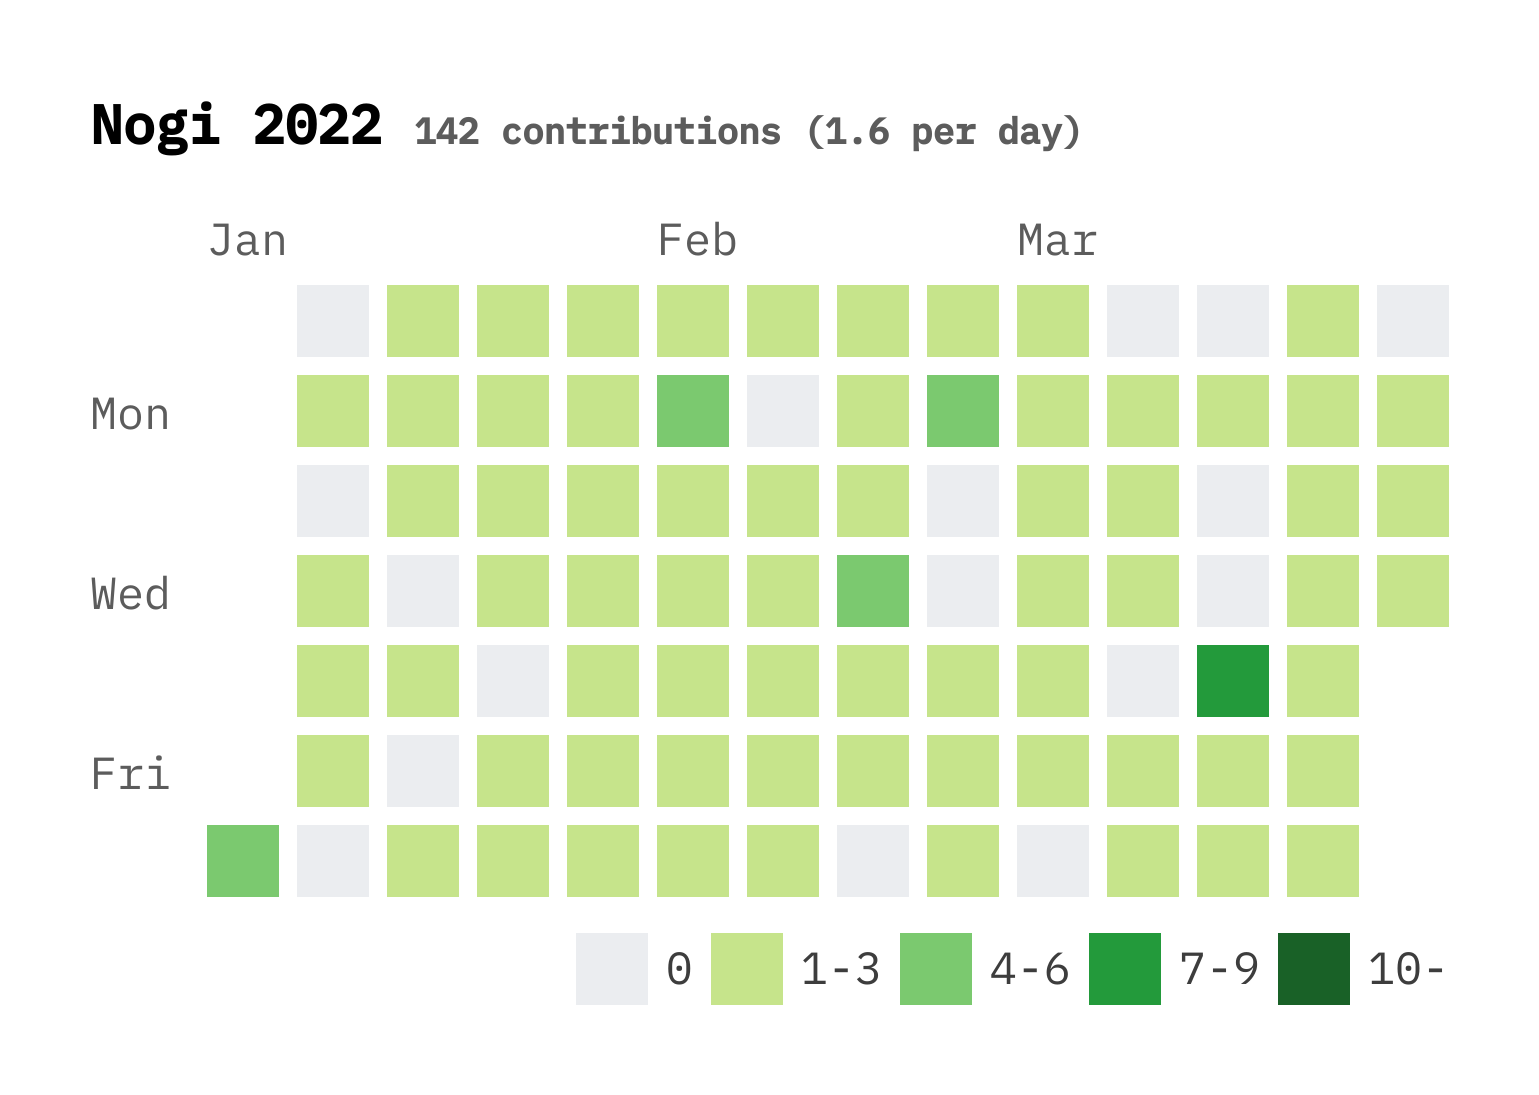 Nogi 2022 142 contributions (1.6 per day)
Jan Feb Mar
Mon
Wed
Fri
0 1-3 4-6 7-9 10-